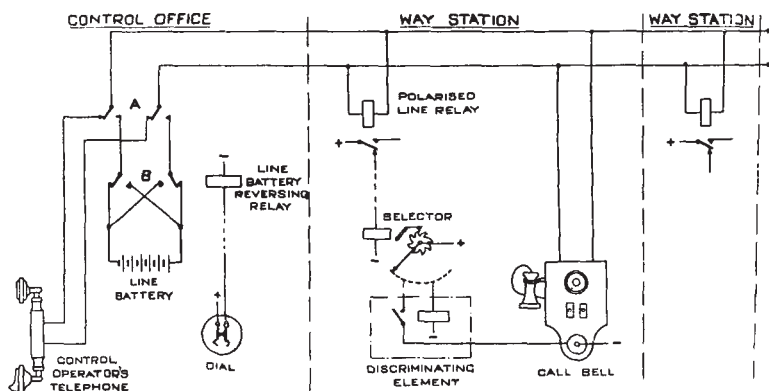 CONTROL OFFICE
WAY STATION
WAY STATION
A
B
LINE
BATTERY
CONTROL
OPERATOR'S
TELEPHONE
-
LINE
BATTERY
REVERSING
RELAY
+
DIAL
POLARISED
LINE RELAY
+
SELECTOR
+
-
-
DISCRIMINATING
ELEMENT
-
CALL BELL
+